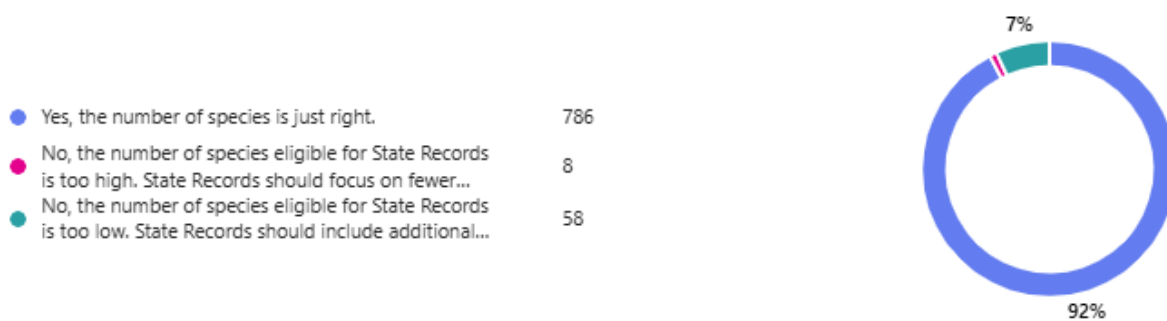 7%
Yes, the number of species is just right.
786
No, the number of species eligible for State Records
is too high. State Records should focus on fewer...
8
No, the number of species eligible for State Records
is too low. State Records should include additional...
58
92%